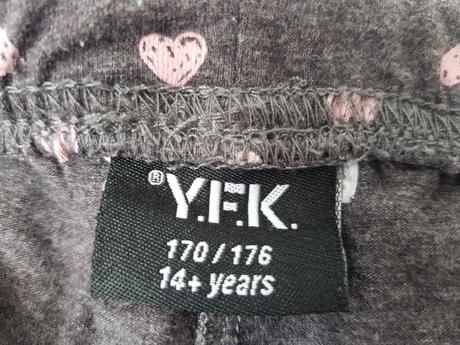 ®Y.F.K.
170 / 176
14+ years